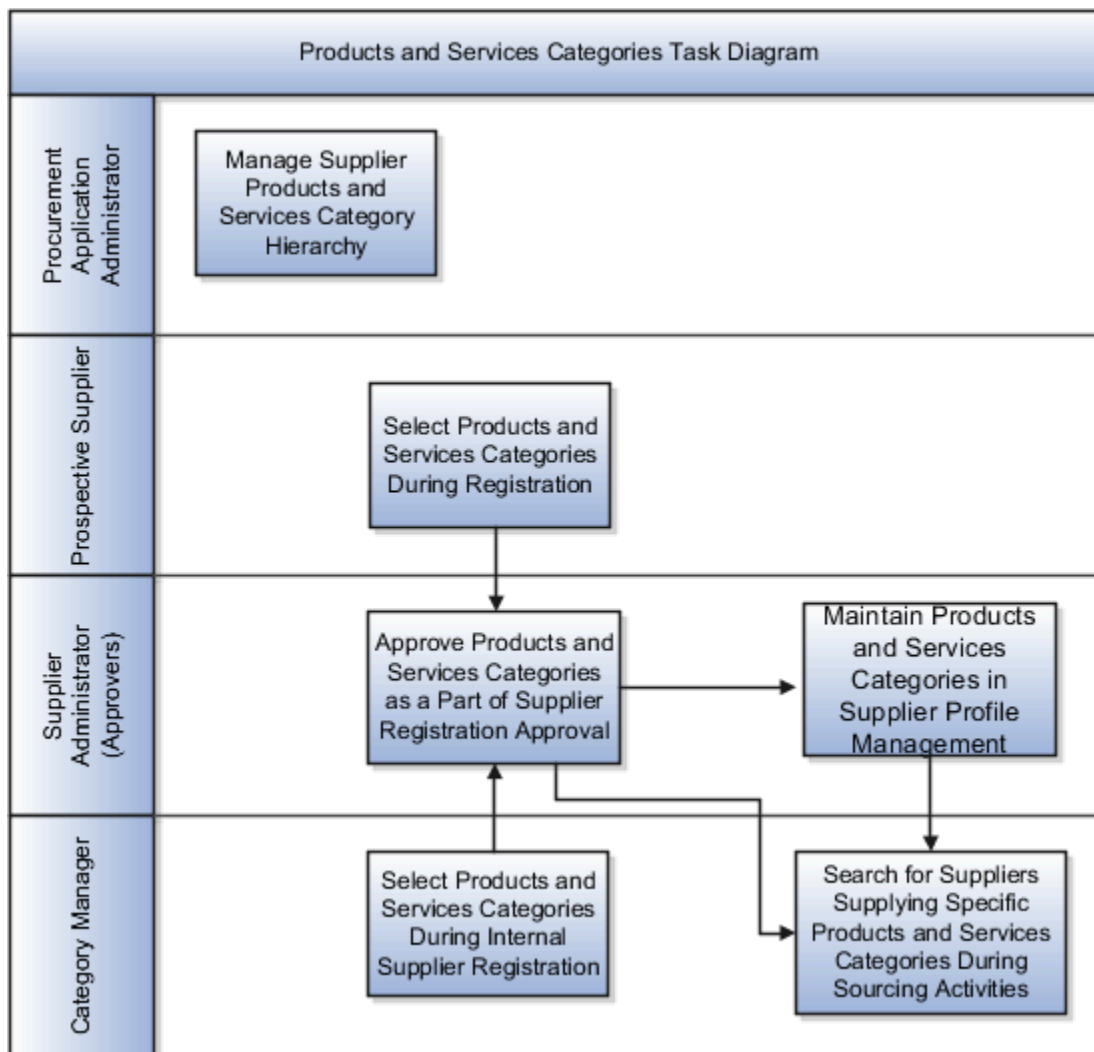 Products and Services Categories Task Diagram
Procurement
Application
Administrator
Manage Supplier
Products and
Services Category
Hierarchy
Prospective Supplier
Select Products and
Services Categories
During Registration
Supplier
Administrator
(Approvers)
Approve Products and
Services Categories
as a Part of Supplier
Registration Approval
Maintain Products
and Services
Categories in
Supplier Profile
Management
Category Manager
Select Products and
Services Categories
During Internal
Supplier Registration
Search for Suppliers
Supplying Specific
Products and Services
Categories During
Sourcing Activities